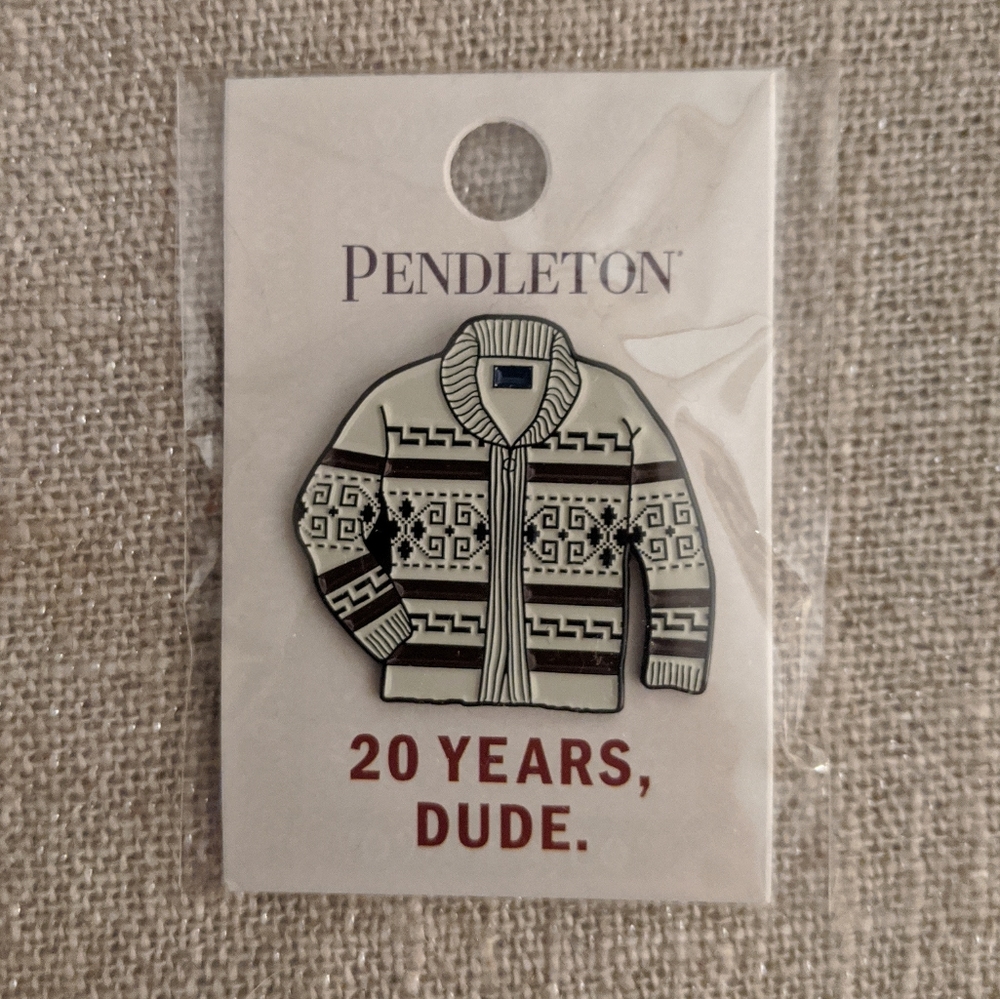 PENDLETON®
20 YEARS,
DUDE.